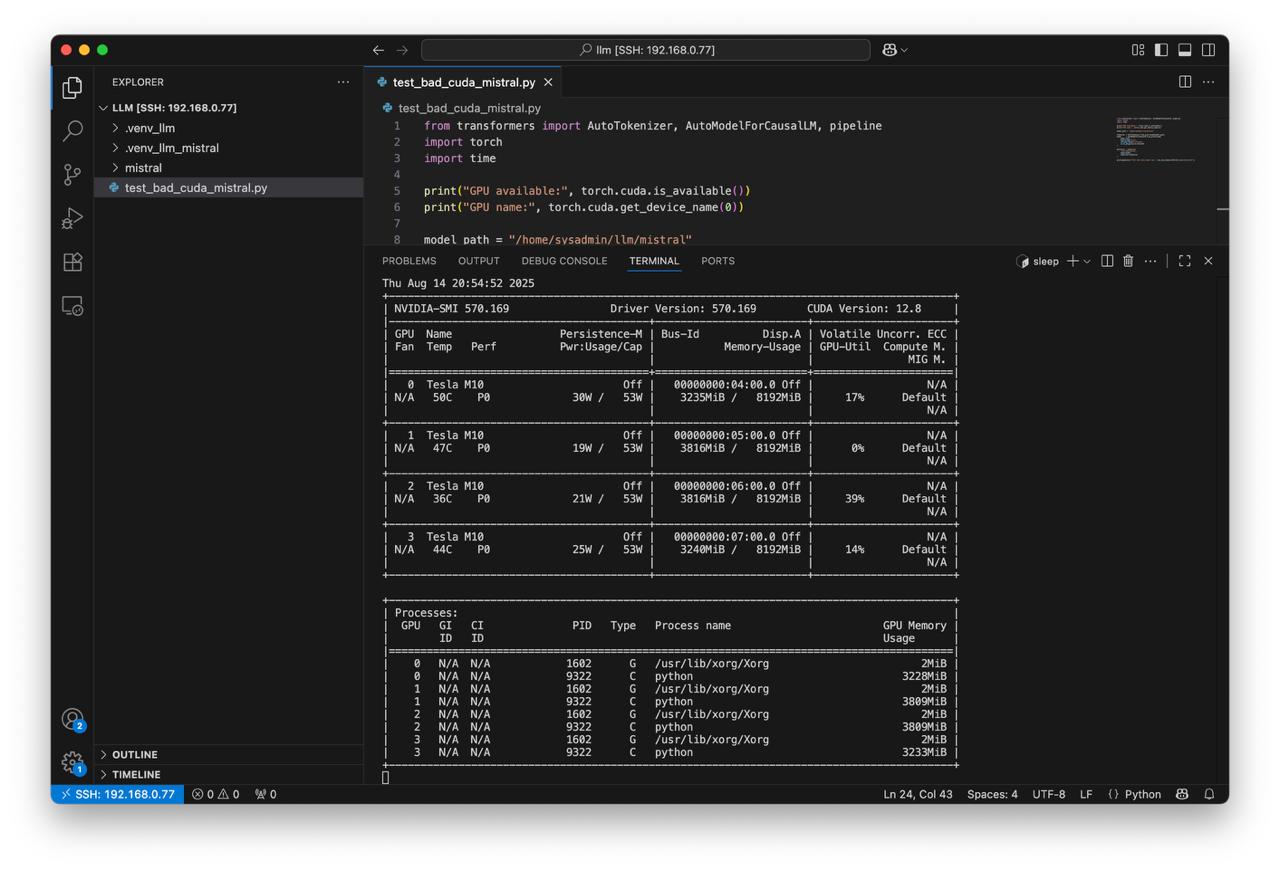 llm [SSH: 192.168.0.77]
EXPLORER
LLM [SSH: 192.168.0.77]
.venv_llm
.venv_llm_mistral
mistral
test_bad_cuda_mistral.py
OUTLINE
TIMELINE
2
1
test_bad_cuda_mistral.py
test_bad_cuda_mistral.py
1 from transformers import AutoTokenizer, AutoModelForCausalLM, pipeline
2 import torch
3 import time
4
5 print("GPU available:", torch.cuda.is_available())
6 print("GPU name:", torch.cuda.get_device_name(0))
7
8 model_path = "/home/sysadmin/llm/mistral"
PROBLEMS OUTPUT DEBUG CONSOLE TERMINAL PORTS sleep
Thu Aug 14 20:54:52 2025
NVIDIA-SMI 570.169 Driver Version: 570.169 CUDA Version: 12.8
GPU Name Persistence-M | Bus-Id Disp.A | Volatile Uncorr. ECC
Fan Temp Perf Pwr:Usage/Cap | Memory-Usage | GPU-Util Compute M.
MIG M.
0 Tesla M10 Off | 00000000:04:00.0 Off | N/A
N/A 50C P0 30W / 53W | 3235MiB / 8192MiB | 17% Default
N/A
1 Tesla M10 Off | 00000000:05:00.0 Off | N/A
N/A 47C P0 19W / 53W | 3816MiB / 8192MiB | 0% Default
N/A
2 Tesla M10 Off | 00000000:06:00.0 Off | N/A
N/A 36C P0 21W / 53W | 3816MiB / 8192MiB | 39% Default
N/A
3 Tesla M10 Off | 00000000:07:00.0 Off | N/A
N/A 44C P0 25W / 53W | 3240MiB / 8192MiB | 14% Default
N/A
Processes:
GPU GI CI PID Type Process name GPU Memory
ID ID Usage
0 N/A N/A 1602 G /usr/lib/xorg/Xorg 2MiB
0 N/A N/A 9322 C python 3228MiB
1 N/A N/A 1602 G /usr/lib/xorg/Xorg 2MiB
1 N/A N/A 9322 C python 3809MiB
2 N/A N/A 1602 G /usr/lib/xorg/Xorg 2MiB
2 N/A N/A 9322 C python 3809MiB
3 N/A N/A 1602 G /usr/lib/xorg/Xorg 2MiB
3 N/A N/A 9322 C python 3233MiB
SSH: 192.168.0.77 0 0 0 Ln 24, Col 43 Spaces: 4 UTF-8 LF {} Python